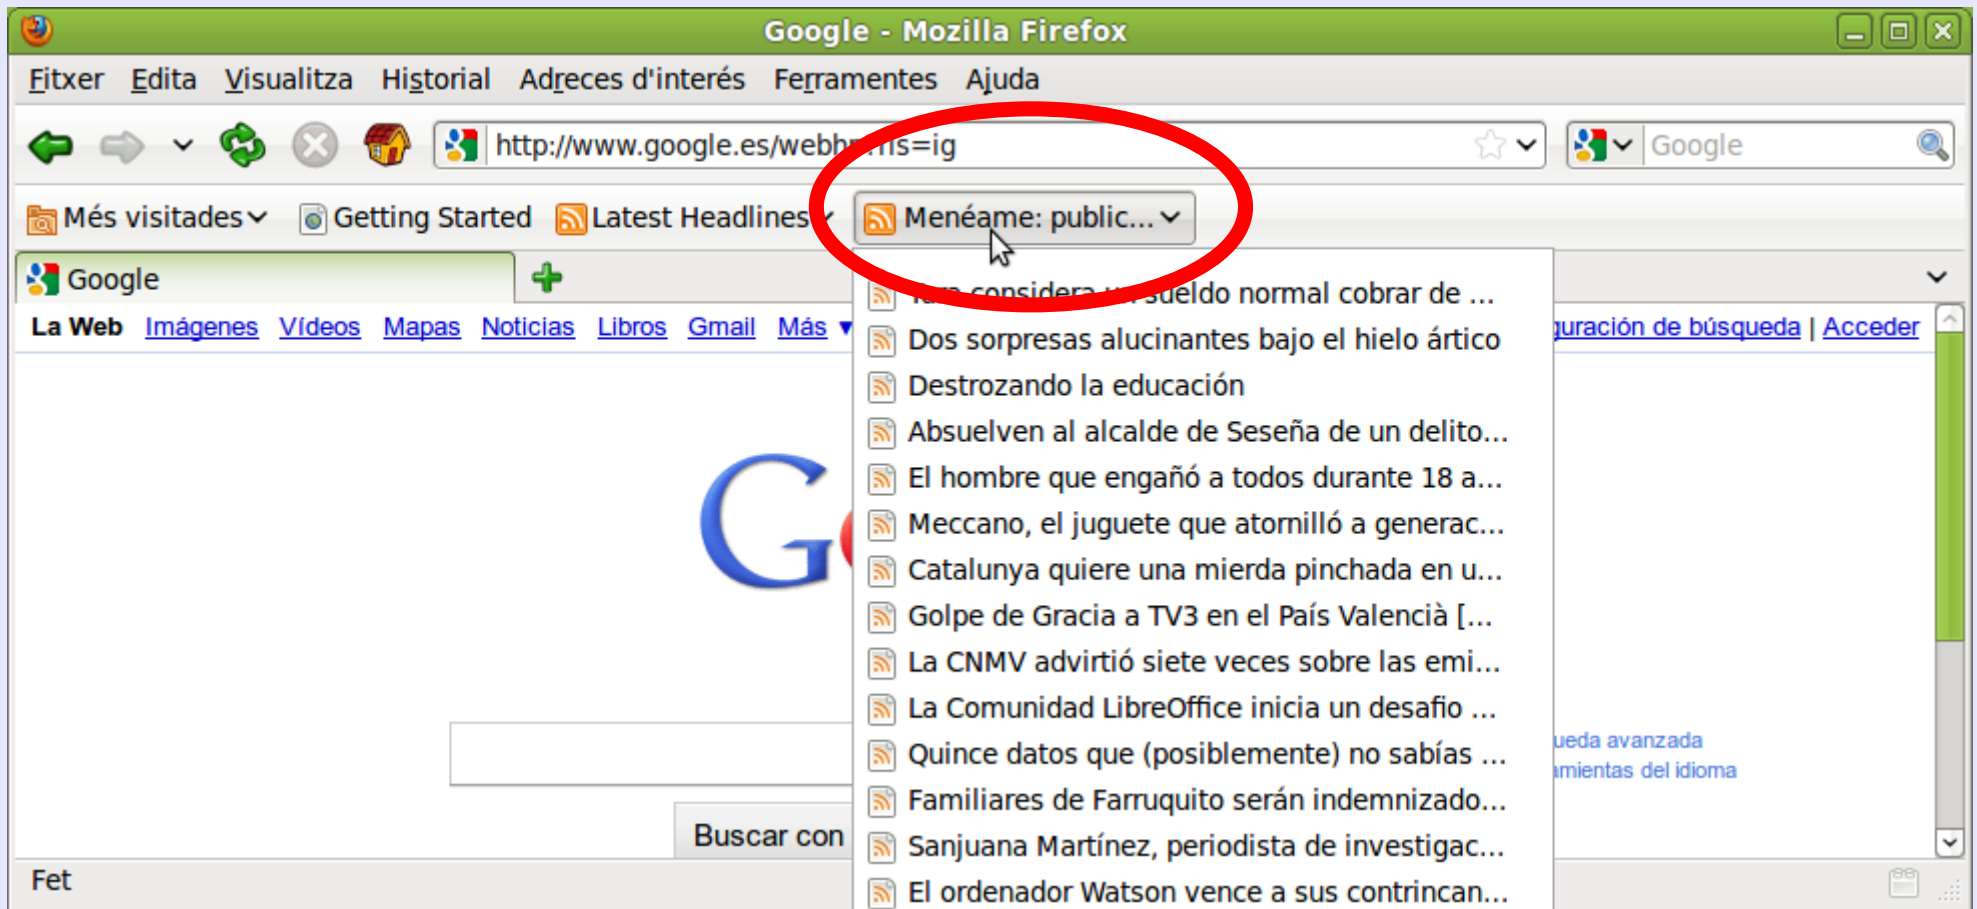 Google - Mozilla Firefox
Fitxer Edita Visualitza Historial Adreces d'interés Ferramentes Ajuda
http://www.google.es/webhp?rls=ig Google
Més visitades Getting Started Latest Headlines Menéame: public...
Google
considera un sueldo normal cobrar de ...
La Web Imágenes Vídeos Mapas Noticias Libros Gmail Más ▼ guración de búsqueda | Acceder
Dos sorpresas alucinantes bajo el hielo ártico
Destrozando la educación
Absuelven al alcalde de Seseña de un delito...
El hombre que engañó a todos durante 18 a...
Meccano, el juguete que atornilló a generac...
Catalunya quiere una mierda pinchada en u...
Golpe de Gracia a TV3 en el País Valencià [...
La CNMV advirtió siete veces sobre las emi...
La Comunidad LibreOffice inicia un desafio ...
ueda avanzada
Quince datos que (posiblemente) no sabías ...
amientas del idioma
Familiares de Farruquito serán indemnizado...
Buscar con
Sanjuana Martínez, periodista de investigac...
Fet
El ordenador Watson vence a sus contrincan...